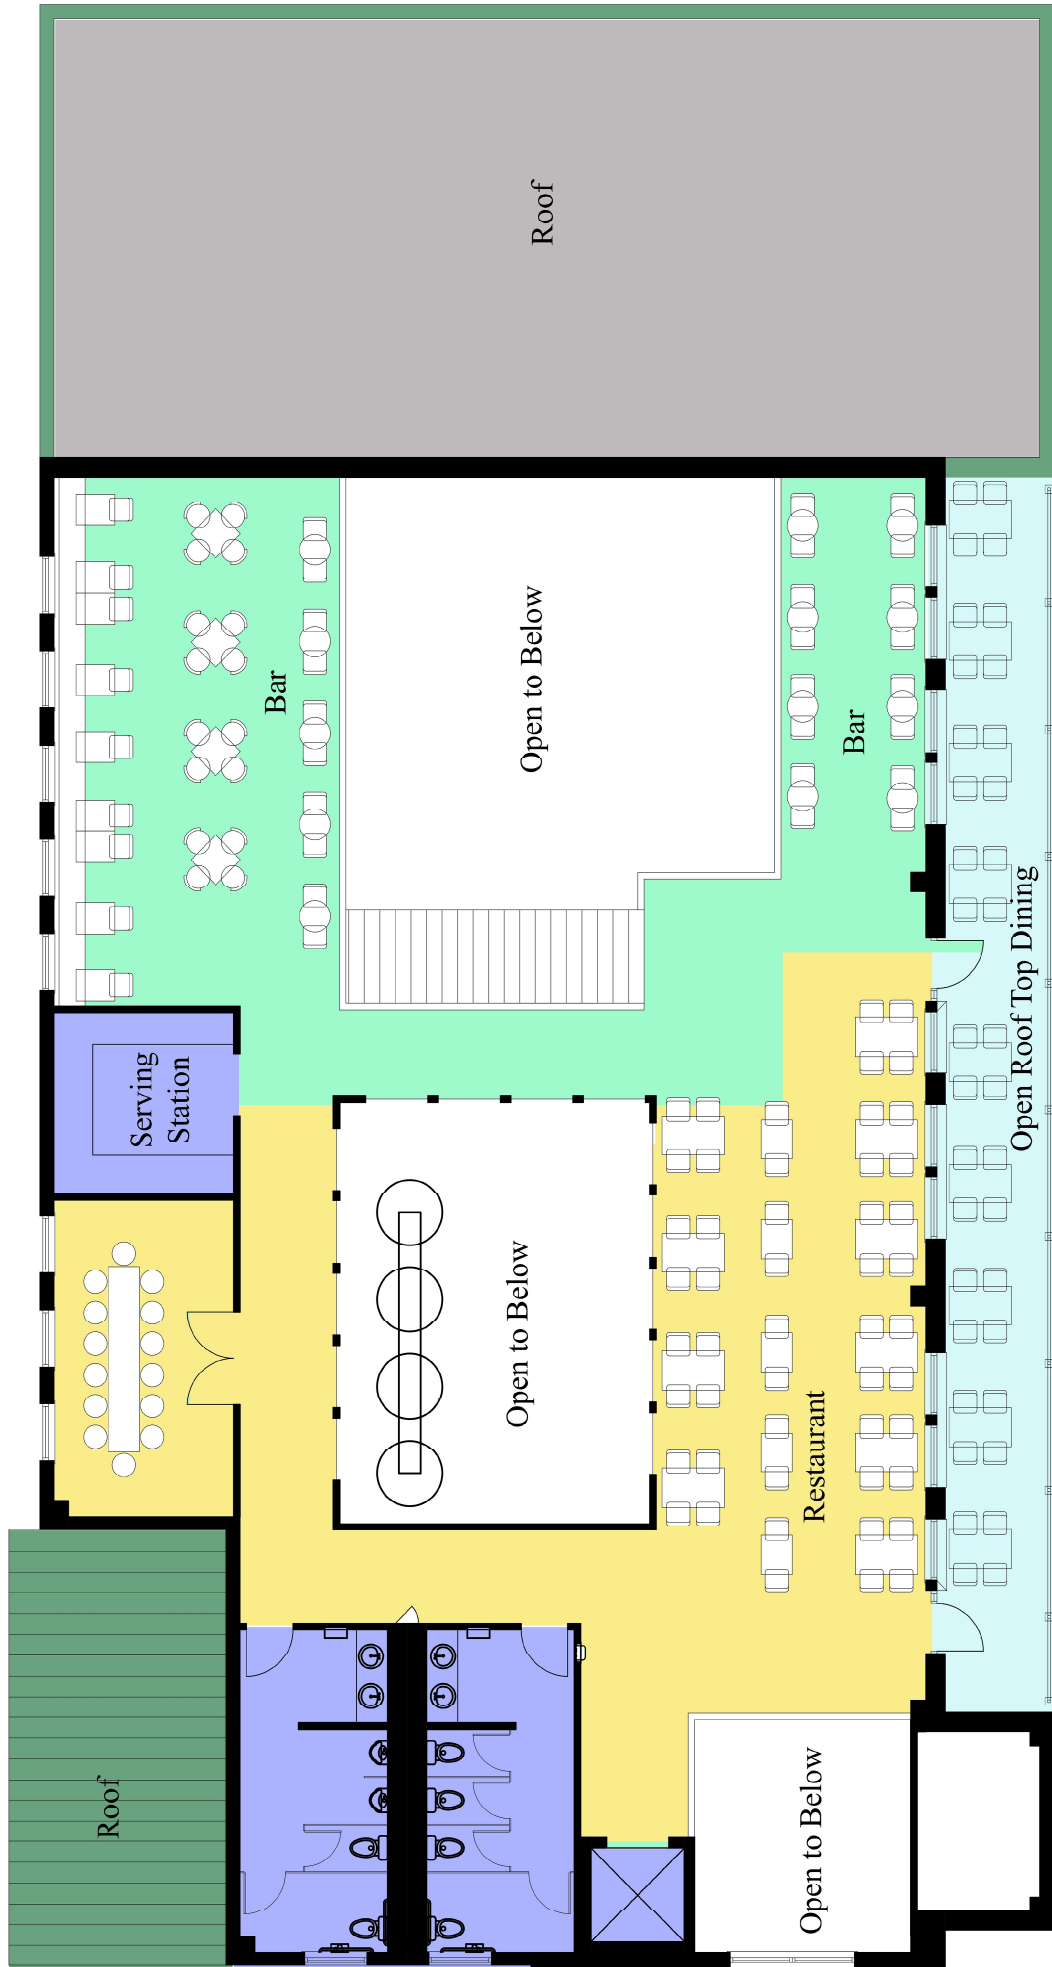 Roof
Open to Below
Bar
Bar
Open Roof Top Dining
Serving
Station
Open to Below
Restaurant
Roof
Open to Below